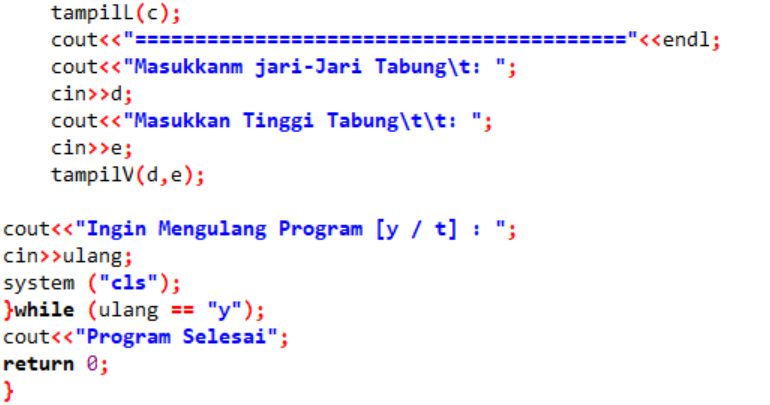 tampilL(c);
cout<<"========================================="<<endl;
cout<<"Masukkanm jari-Jari Tabung\t: ";
cin>>d;
cout<<"Masukkan Tinggi Tabung\t\t: ";
cin>>e;
tampilV(d,e);
cout<<"Ingin Mengulang Program [y / t] : ";
cin>>ulang;
system ("cls");
}while (ulang == "y");
cout<<"Program Selesai";
return 0;
}